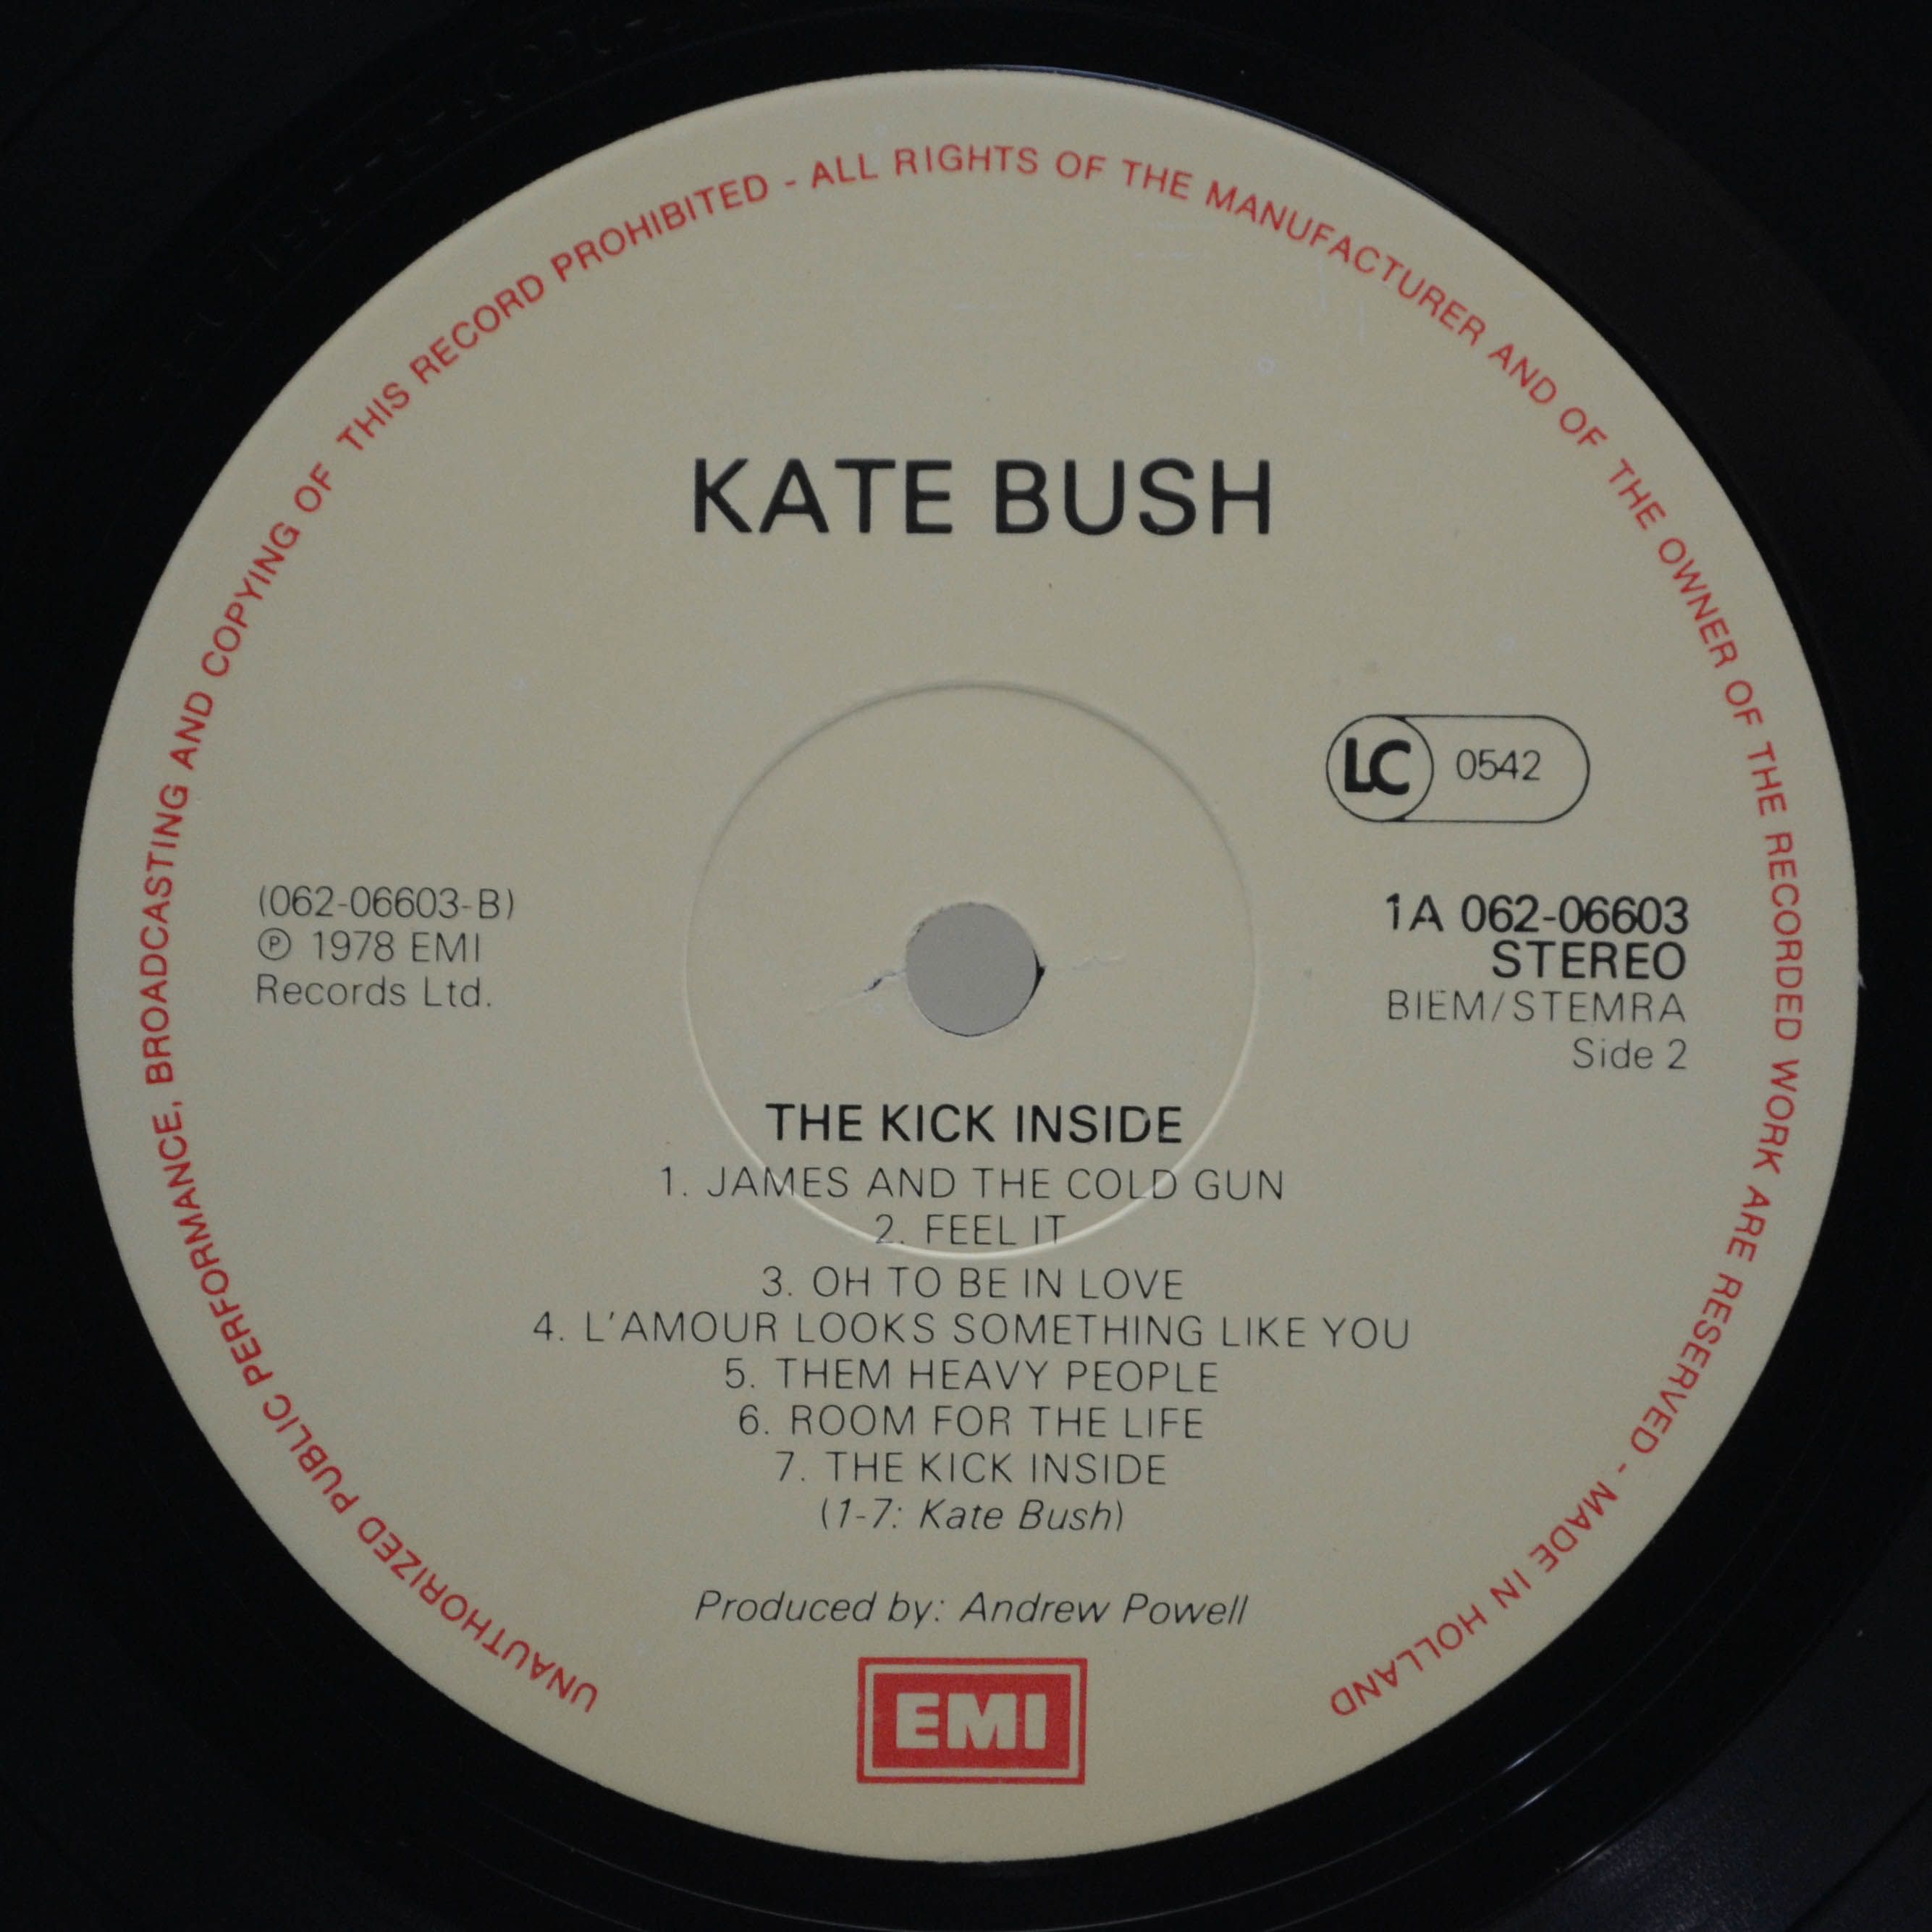 UNAUTHORIZED PUBLIC PERFORMANCE, BROADCASTING AND COPYING OF THIS RECORD PROHIBITED - ALL RIGHTS OF THE MANUFACTURER AND OF THE OWNER OF THE RECORDED WORK ARE RESERVED - MADE IN HOLLAND
KATE BUSH
LC 0542
(062-06603-B)
℗ 1978 EMI
Records Ltd.
1A 062-06603
STEREO
BIEM/STEMRA
Side 2
THE KICK INSIDE
1. JAMES AND THE COLD GUN
2. FEEL IT
3. OH TO BE IN LOVE
4. L'AMOUR LOOKS SOMETHING LIKE YOU
5. THEM HEAVY PEOPLE
6. ROOM FOR THE LIFE
7. THE KICK INSIDE
(1-7: Kate Bush)
Produced by: Andrew Powell
EMI